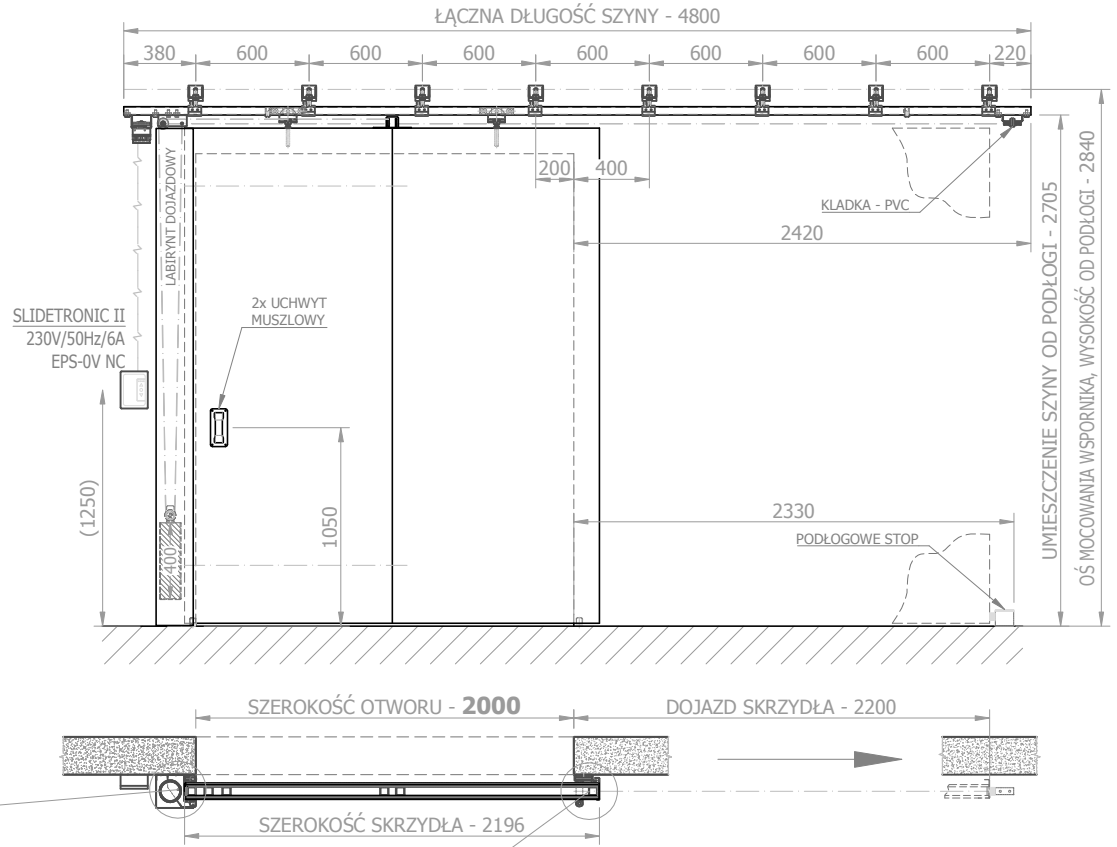 ŁĄCZNA DŁUGOŚĆ SZYNY - 4800
380 600 600 600 600 600 600 600 220
LABIRYNT DOJAZDOWY
200 400
KLADKA - PVC
2420
UMIESZCZENIE SZYNY OD PODŁOGI - 2705
OŚ MOCOWANIA WSPORNIKA, WYSOKOŚĆ OD PODŁOGI - 2840
SLIDETRONIC II
230V/50Hz/6A
EPS-0V NC
2x UCHWYT
MUSZLOWY
(1250)
400
1050
2330
PODŁOGOWE STOP
SZEROKOŚĆ OTWORU - 2000
DOJAZD SKRZYDŁA - 2200
SZEROKOŚĆ SKRZYDŁA - 2196